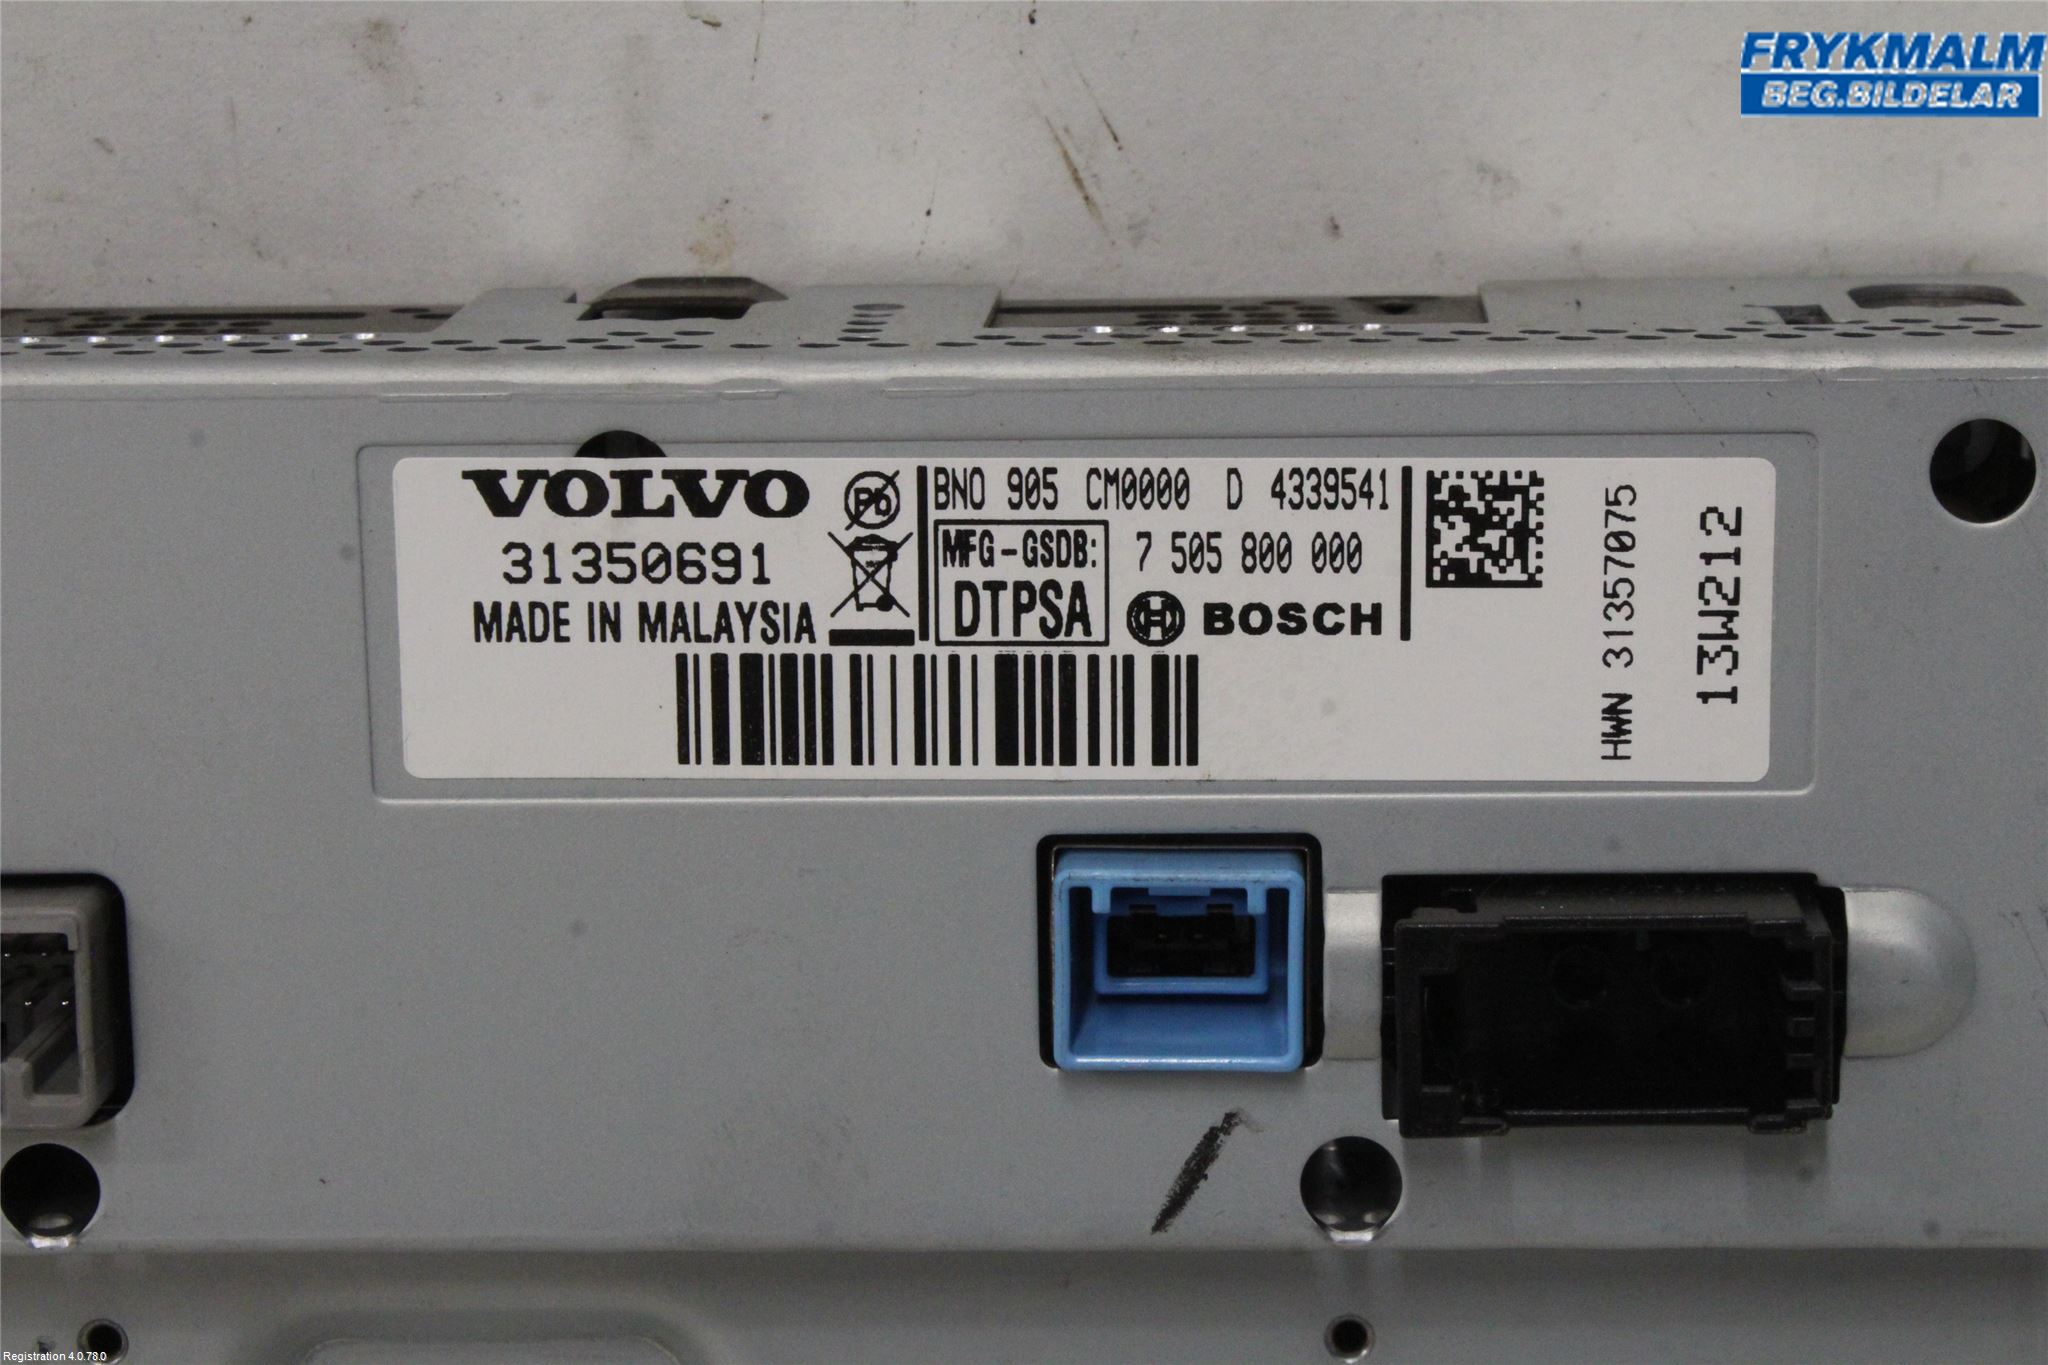 FRYKMALM
BEG.BILDELAR
VOLVO
31350691
MADE IN MALAYSIA
Pb
BNO 905 CM0000 D 4339541
MFG-GSDB:
DTPSA
7 505 800 000
BOSCH
HWN 31357075
13W212
Registration 4.0.78.0